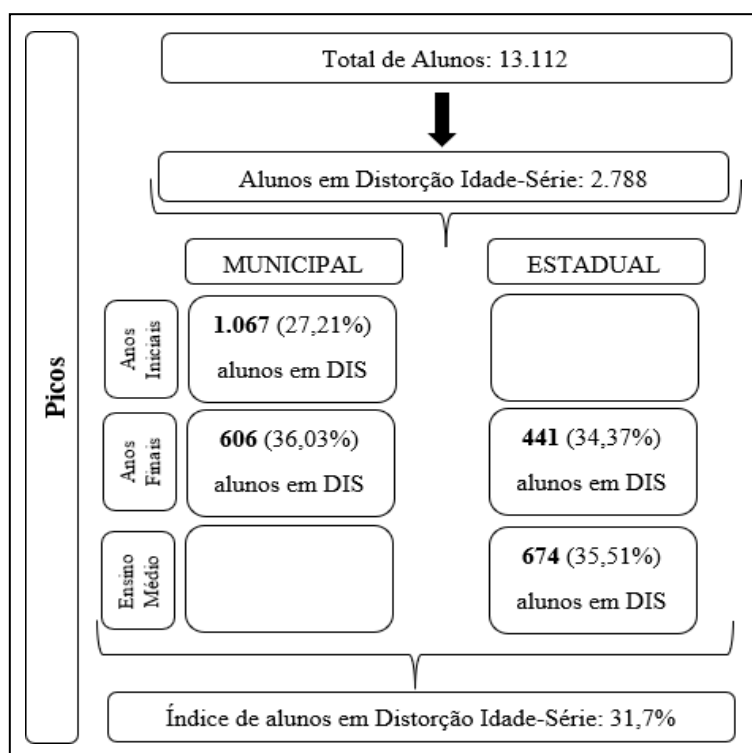 Picos
Total de Alunos: 13.112
Alunos em Distorção Idade-Série: 2.788
MUNICIPAL
ESTADUAL
Anos
Iniciais
1.067 (27,21%)
alunos em DIS
Anos
Finais
606 (36,03%)
alunos em DIS
441 (34,37%)
alunos em DIS
Ensino
Médio
674 (35,51%)
alunos em DIS
Índice de alunos em Distorção Idade-Série: 31,7%